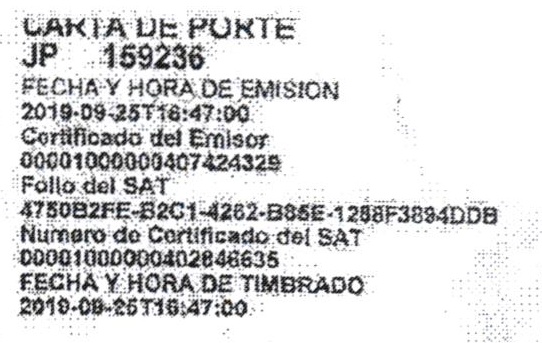 CARTA DE PORTE
JP 159236
FECHA Y HORA DE EMISION
2019-09-25T16:47:00
Certificado del Emisor
00001000000407424329
Folio del SAT
4750B2FE-B2C1-4262-B85E-1258F3894DDB
Numero de Certificado del SAT
00001000000402846635
FECHA Y HORA DE TIMBRADO
2019-09-25T16:47:00